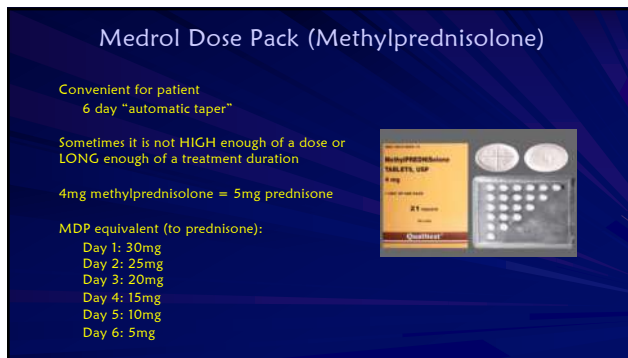 Medrol Dose Pack (Methylprednisolone)
Convenient for patient
6 day “automatic taper”
Sometimes it is not HIGH enough of a dose or
LONG enough of a treatment duration
4mg methylprednisolone = 5mg prednisone
MDP equivalent (to prednisone):
Day 1: 30mg
Day 2: 25mg
Day 3: 20mg
Day 4: 15mg
Day 5: 10mg
Day 6: 5mg
MethylPREDNISolone
TABLETS, USP
4 mg
21
Qualitest